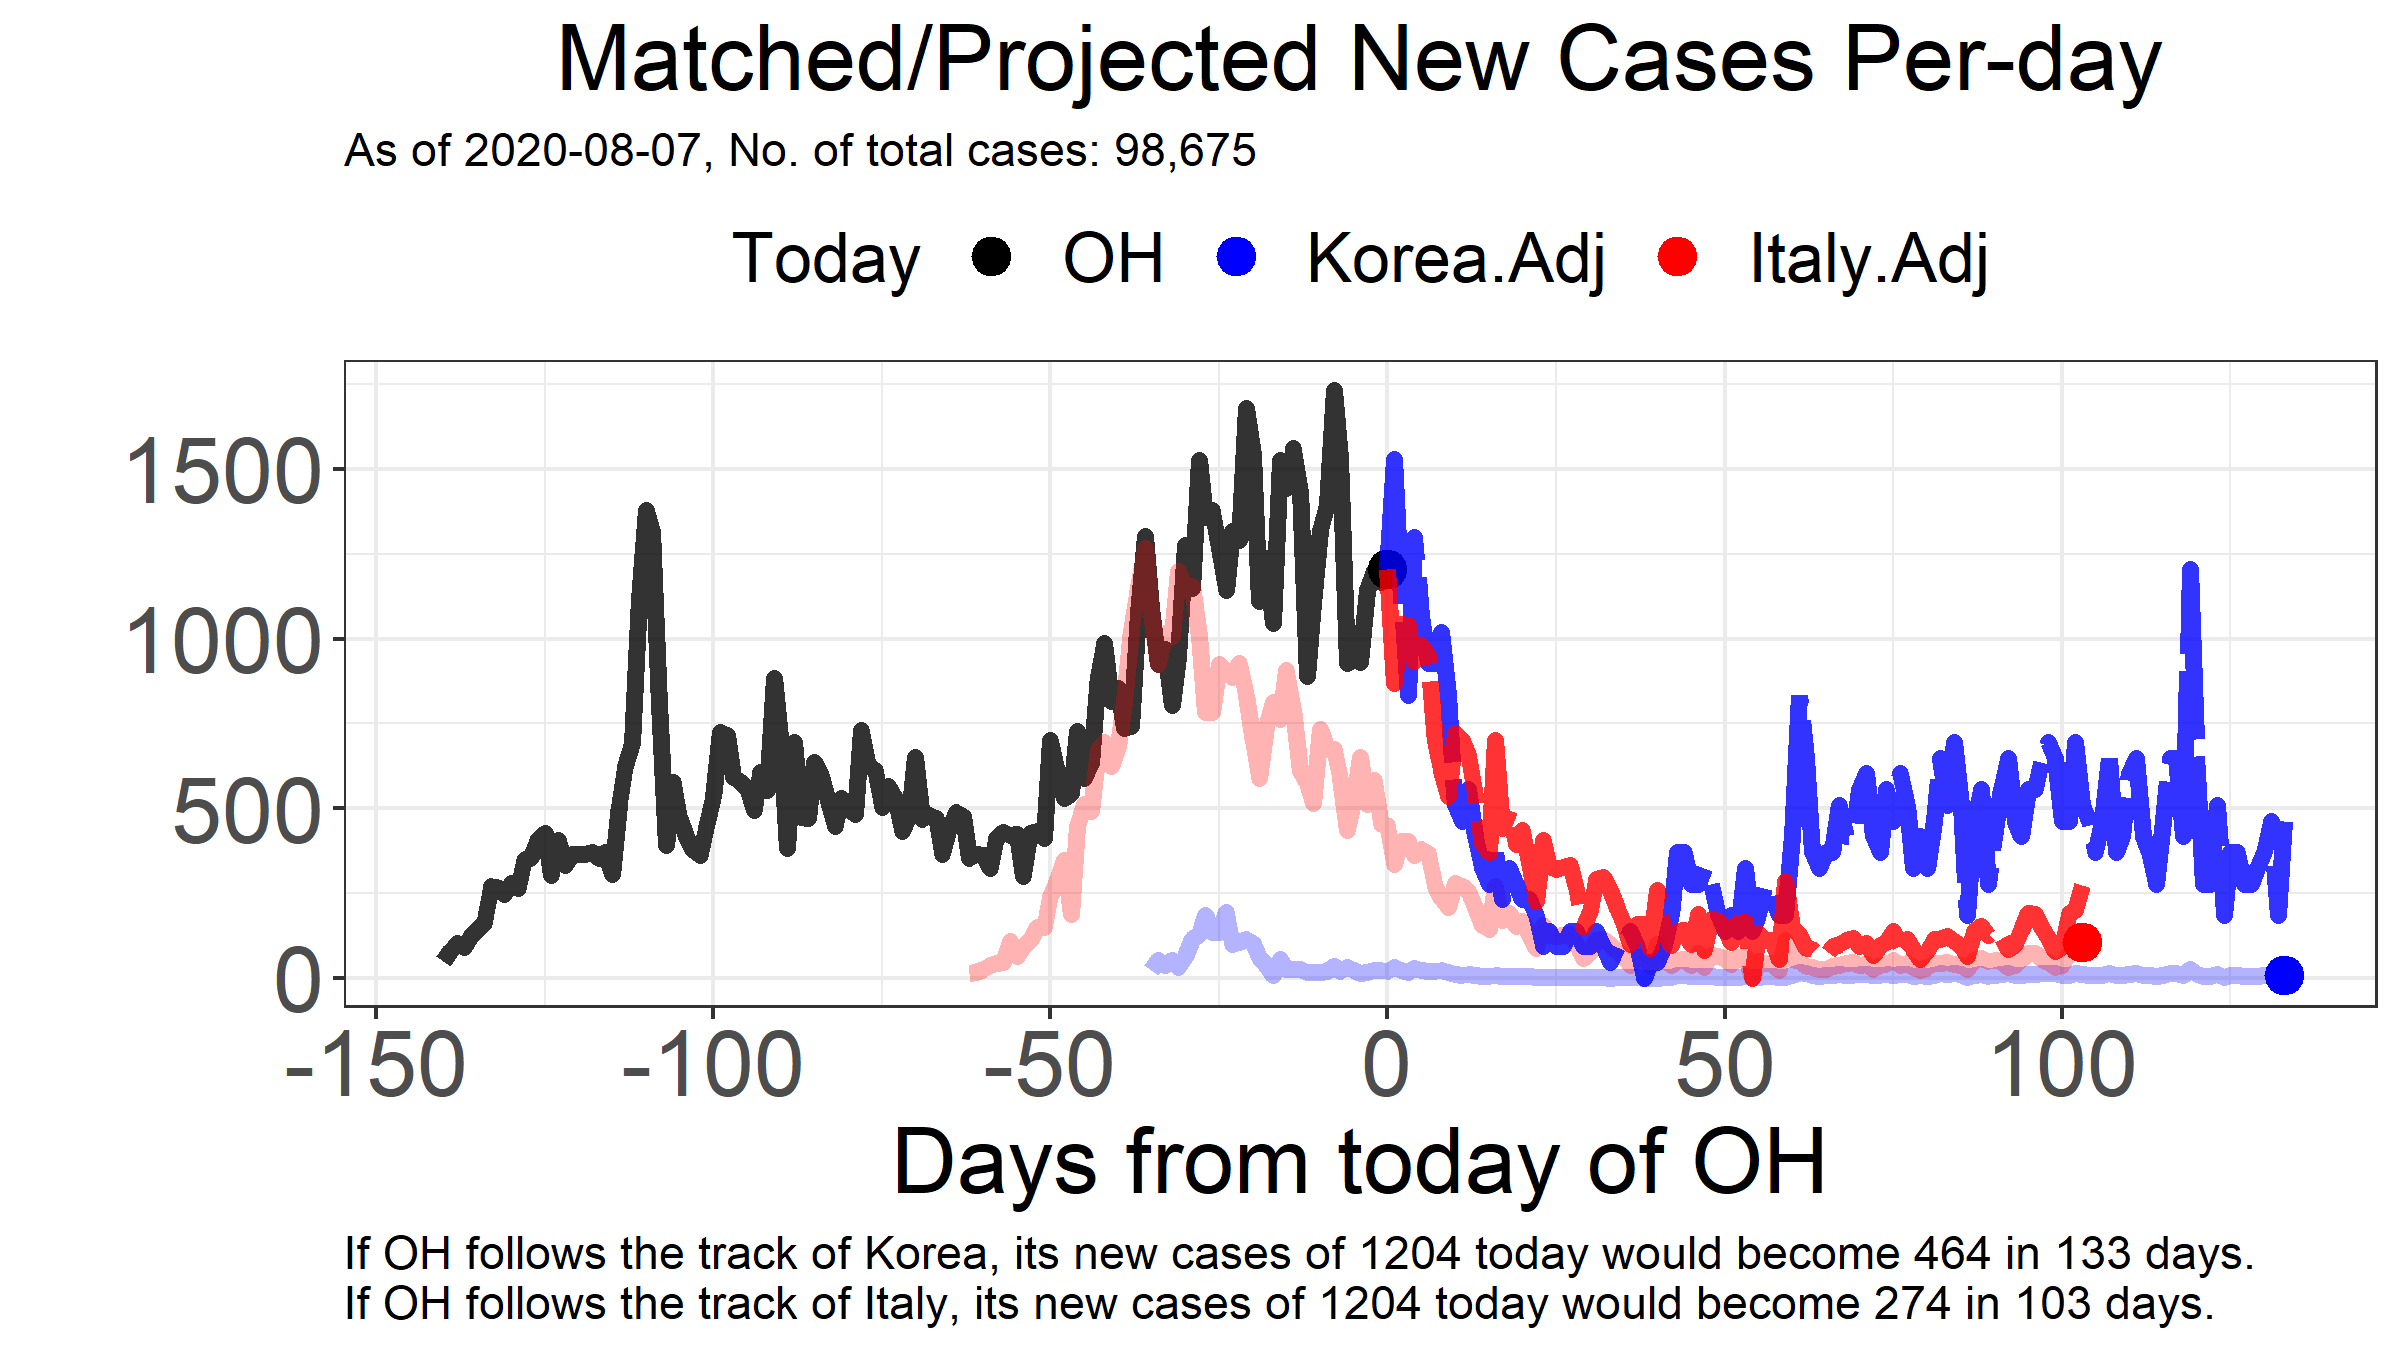 Matched/Projected New Cases Per-day
As of 2020-08-07, No. of total cases: 98,675
Today OH Korea.Adj Italy.Adj
1500
1000
500
0
-150 -100 -50 0 50 100
Days from today of OH
If OH follows the track of Korea, its new cases of 1204 today would become 464 in 133 days.
If OH follows the track of Italy, its new cases of 1204 today would become 274 in 103 days.